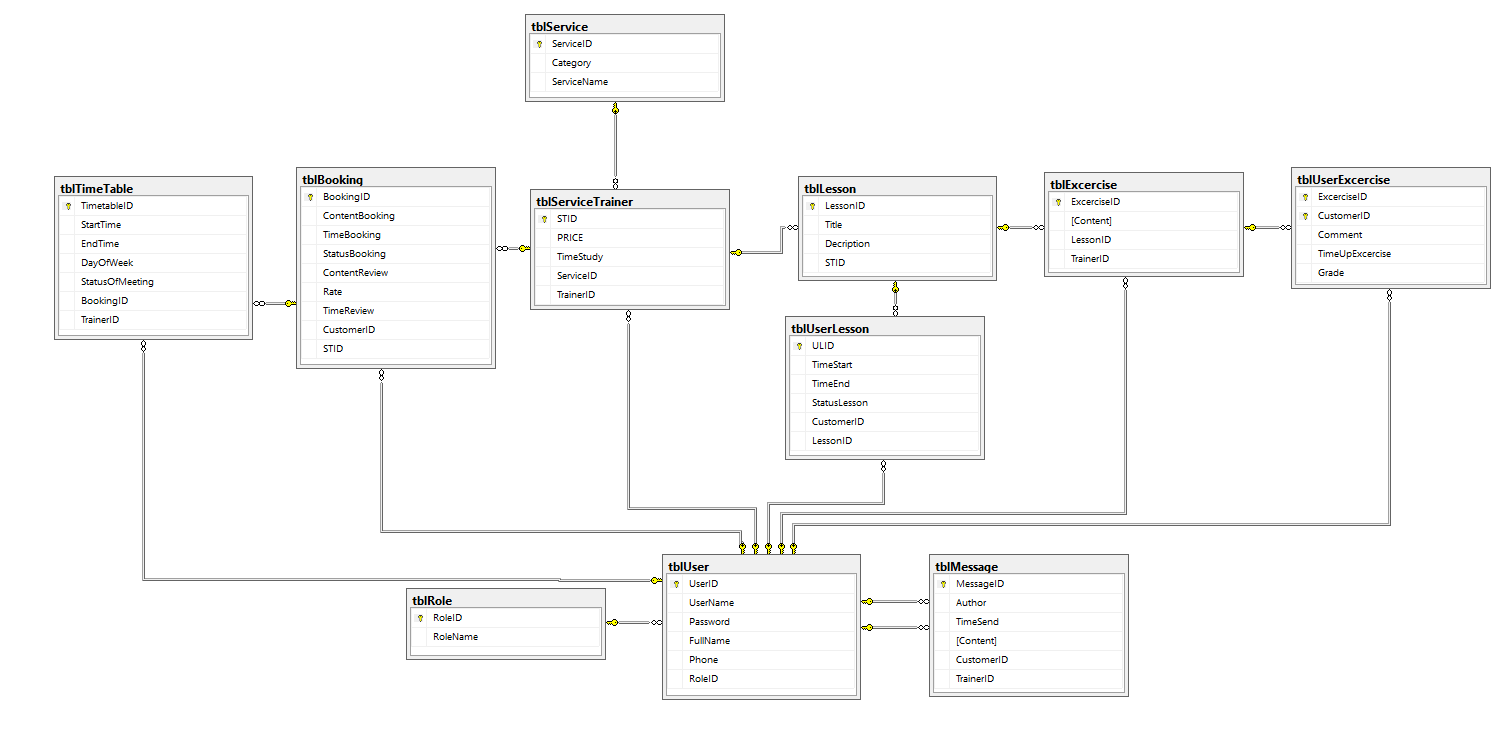 tblService
ServiceID
Category
ServiceName
tblTimeTable
TimetableID
StartTime
EndTime
DayOfWeek
StatusOfMeeting
BookingID
TrainerID
tblBooking
BookingID
ContentBooking
TimeBooking
StatusBooking
ContentReview
Rate
TimeReview
CustomerID
STID
tblServiceTrainer
STID
PRICE
TimeStudy
ServiceID
TrainerID
tblLesson
LessonID
Title
Decription
STID
tblExcercise
ExcerciseID
[Content]
LessonID
TrainerID
tblUserExcercise
ExcerciseID
CustomerID
Comment
TimeUpExcercise
Grade
tblUserLesson
ULID
TimeStart
TimeEnd
StatusLesson
CustomerID
LessonID
tblRole
RoleID
RoleName
tblUser
UserID
UserName
Password
FullName
Phone
RoleID
tblMessage
MessageID
Author
TimeSend
[Content]
CustomerID
TrainerID